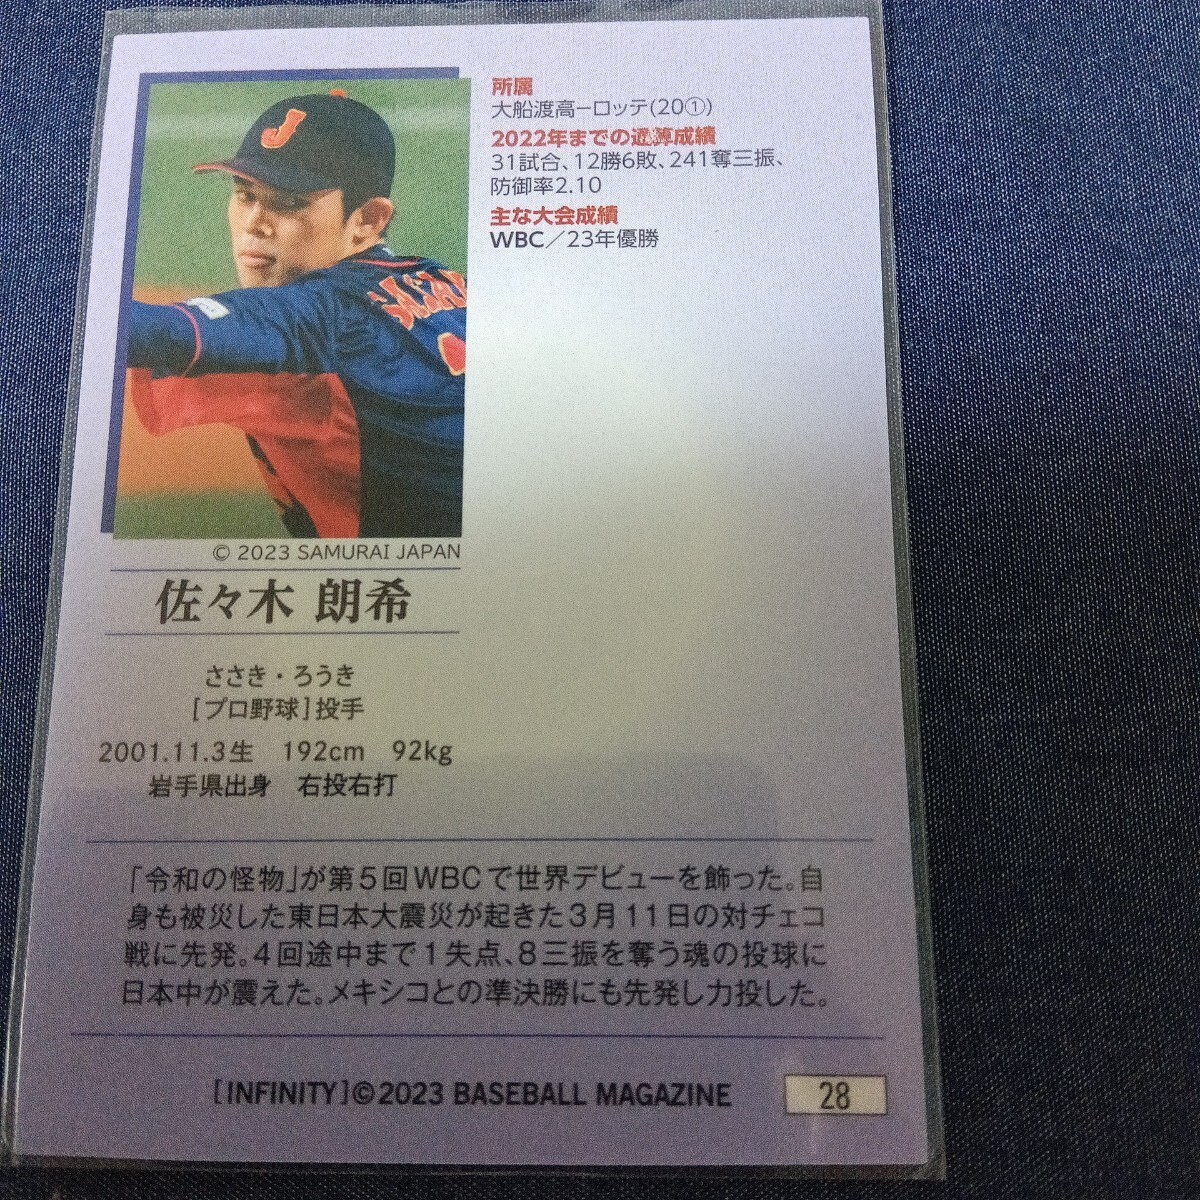 所属
大船渡高ーロッテ(20①)
2022年までの通算成績
31試合、12勝6敗、241奪三振、
防御率2.10
主な大会成績
WBC／23年優勝
J
© 2023 SAMURAI JAPAN
佐々木 朗希
ささき・ろうき
[プロ野球]投手
2001.11.3生 192cm 92kg
岩手県出身 右投右打
「令和の怪物」が第5回WBCで世界デビューを飾った。自
身も被災した東日本大震災が起きた3月11日の対チェコ
戦に先発。4回途中まで1失点、8三振を奪う魂の投球に
日本中が震えた。メキシコとの準決勝にも先発し力投した。
[INFINITY]©2023 BASEBALL MAGAZINE
28